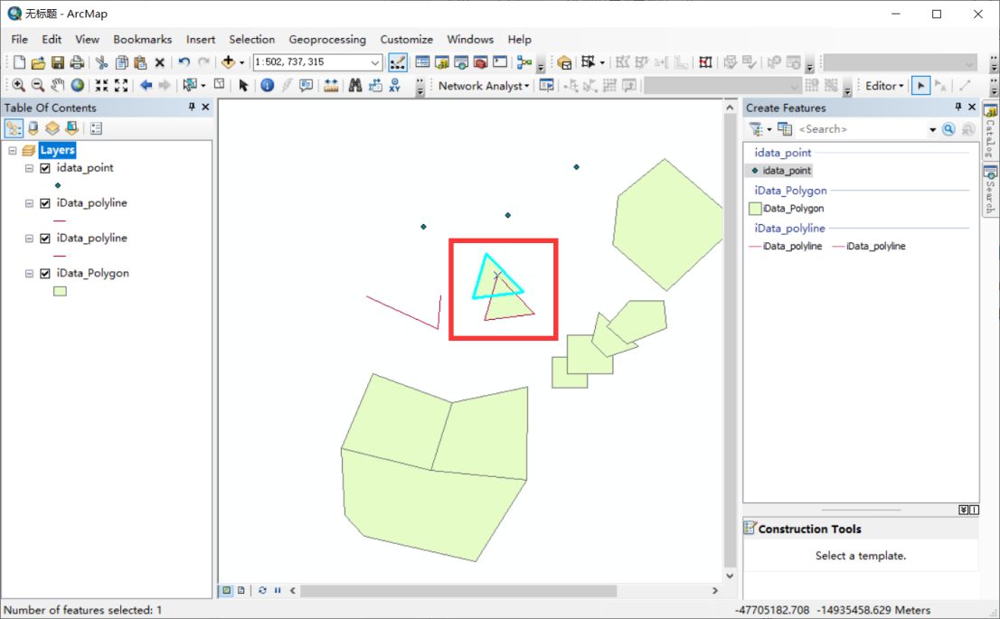 无标题 - ArcMap
File Edit View Bookmarks Insert Selection Geoprocessing Customize Windows Help
1:502,737,315
Network Analyst Editor
Table Of Contents
Layers
idata_point
iData_polyline
iData_polyline
iData_Polygon
Create Features
<Search>
idata_point
idata_point
iData_Polygon
iData_Polygon
iData_polyline
iData_polyline iData_polyline
Construction Tools
Select a template.
Catalog
Search
Number of features selected: 1
-47705182.708 -14935458.629 Meters